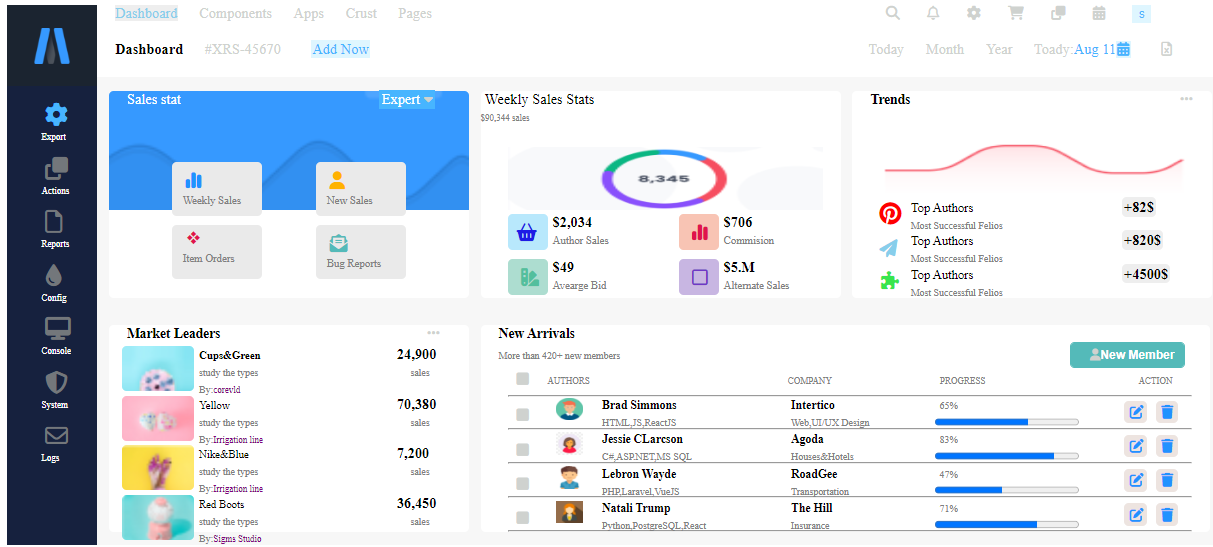 Dashboard Components Apps Crust Pages S
Dashboard #XRS-45670 Add Now Today Month Year Toady:Aug 11
Export
Actions
Reports
Config
Console
System
Logs
Sales stat Expert
Weekly Sales
New Sales
Item Orders
Bug Reports
Weekly Sales Stats
$90,344 sales
8,345
$2,034
Author Sales
$706
Commision
$49
Avearge Bid
$5.M
Alternate Sales
Trends
Top Authors +82$
Most Successful Felios
Top Authors +820$
Most Successful Felios
Top Authors +4500$
Most Successful Felios
Market Leaders
Cups&Green 24,900
study the types sales
By:corevld
Yellow 70,380
study the types sales
By:Irrigation line
Nike&Blue 7,200
study the types sales
By:Irrigation line
Red Boots 36,450
study the types sales
By:Sigms Studio
New Arrivals
More than 420+ new members
New Member
AUTHORS COMPANY PROGRESS ACTION
Brad Simmons Intertico 65%
HTML,JS,ReactJS Web,UI/UX Design
Jessie CLarcson Agoda 83%
C#,ASP.NET,MS SQL Houses&Hotels
Lebron Wayde RoadGee 47%
PHP,Laravel,VueJS Transportation
Natali Trump The Hill 71%
Python,PostgreSQL,React Insurance